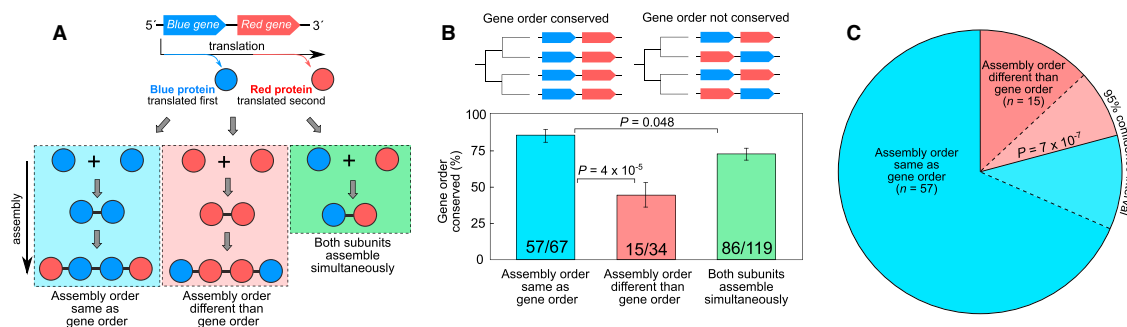 A
5´
Blue gene
Red gene
3´
translation
Blue protein
translated first
Red protein
translated second
assembly
+
+
+
Both subunits
assemble
simultaneously
Assembly order
same as
gene order
Assembly order
different than
gene order
B
Gene order conserved
Gene order not conserved
Gene order
conserved (%)
100
75
50
25
0
P = 0.048
P = 4 x 10-5
57/67
15/34
86/119
Assembly order
same as
gene order
Assembly order
different than
gene order
Both subunits
assemble
simultaneously
C
Assembly order
different than
gene order
(n = 15)
95% confidence interval
P = 7 x 10-7
Assembly order
same as
gene order
(n = 57)